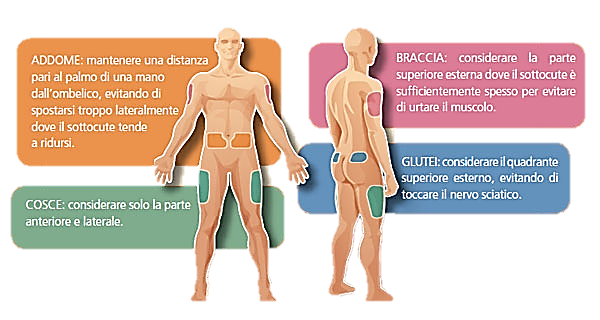 ADDOME: mantenere una distanza
pari al palmo di una mano
dall'ombelico, evitando di
spostarsi troppo lateralmente
dove il sottocute tende
a ridursi.
BRACCIA: considerare la parte
superiore esterna dove il sottocute è
sufficientemente spesso per evitare
di urtare il muscolo.
COSCE: considerare solo la parte
anteriore e laterale.
GLUTEI: considerare il quadrante
superiore esterno, evitando di
toccare il nervo sciatico.